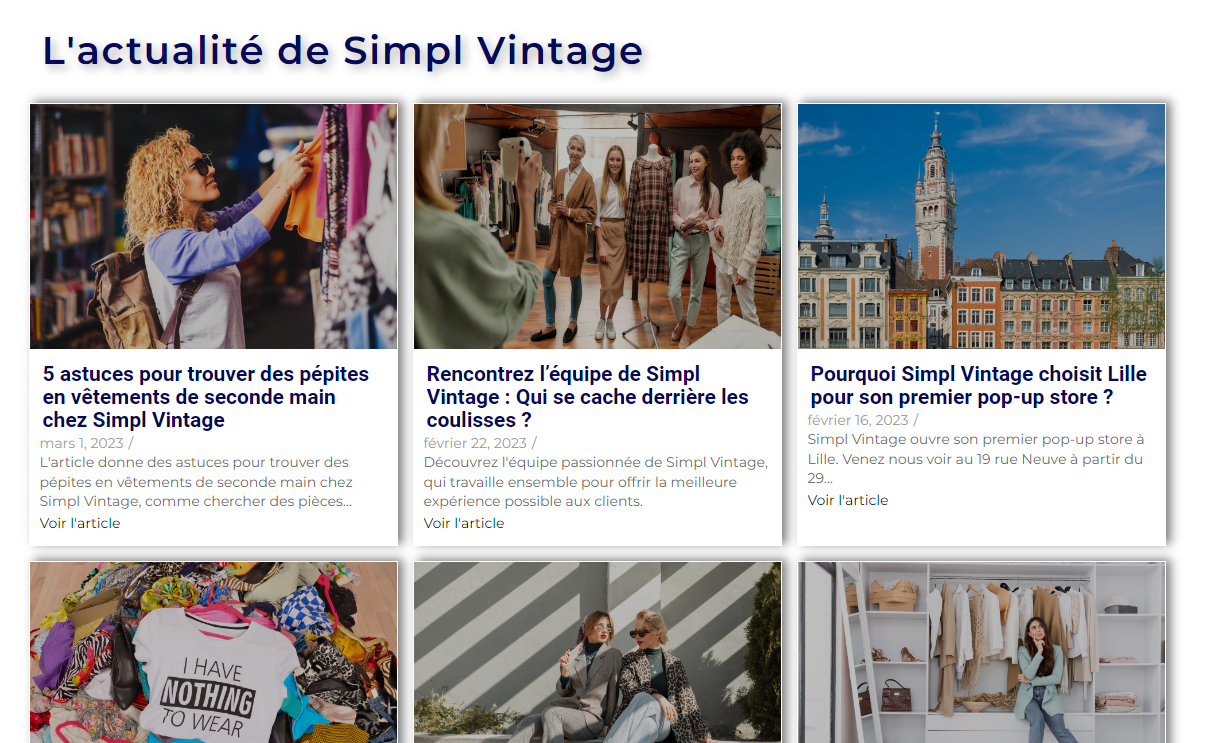 L'actualité de Simpl Vintage
5 astuces pour trouver des pépites
en vêtements de seconde main
chez Simpl Vintage
mars 1, 2023 /
L'article donne des astuces pour trouver des
pépites en vêtements de seconde main chez
Simpl Vintage, comme chercher des pièces...
Voir l'article
Rencontrez l’équipe de Simpl
Vintage : Qui se cache derrière les
coulisses ?
février 22, 2023 /
Découvrez l'équipe passionnée de Simpl Vintage,
qui travaille ensemble pour offrir la meilleure
expérience possible aux clients.
Voir l'article
Pourquoi Simpl Vintage choisit Lille
pour son premier pop-up store ?
février 16, 2023 /
Simpl Vintage ouvre son premier pop-up store à
Lille. Venez nous voir au 19 rue Neuve à partir du
29...
Voir l'article
I HAVE
NOTHING
TO WEAR